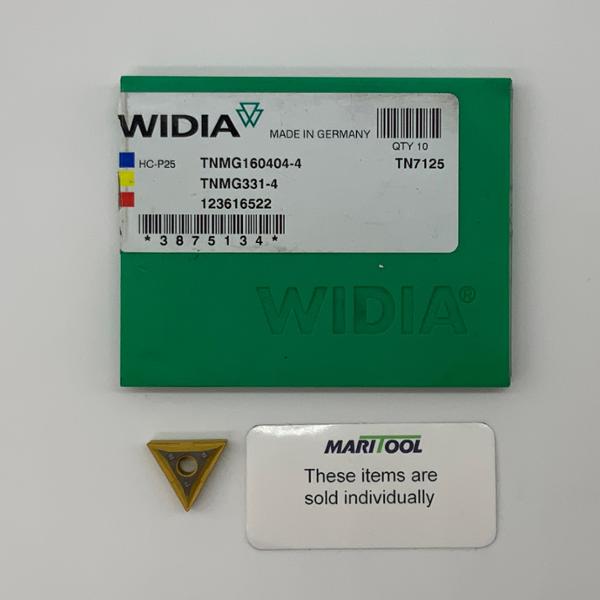 WIDIA
MADE IN GERMANY
QTY 10
HC-P25 TNMG160404-4 TN7125
TNMG331-4
123616522
*3875134*
WIDIA®
MARITOOL
These items are
sold individually